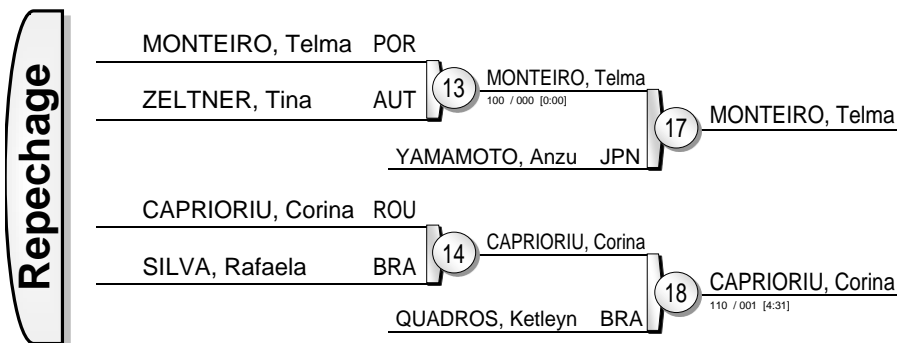 Repechage
MONTEIRO, Telma POR
ZELTNER, Tina AUT
13
MONTEIRO, Telma
100 / 000 [0:00]
YAMAMOTO, Anzu JPN
17
MONTEIRO, Telma
CAPRIORIU, Corina ROU
SILVA, Rafaela BRA
14
CAPRIORIU, Corina
QUADROS, Ketleyn BRA
18
CAPRIORIU, Corina
110 / 001 [4:31]